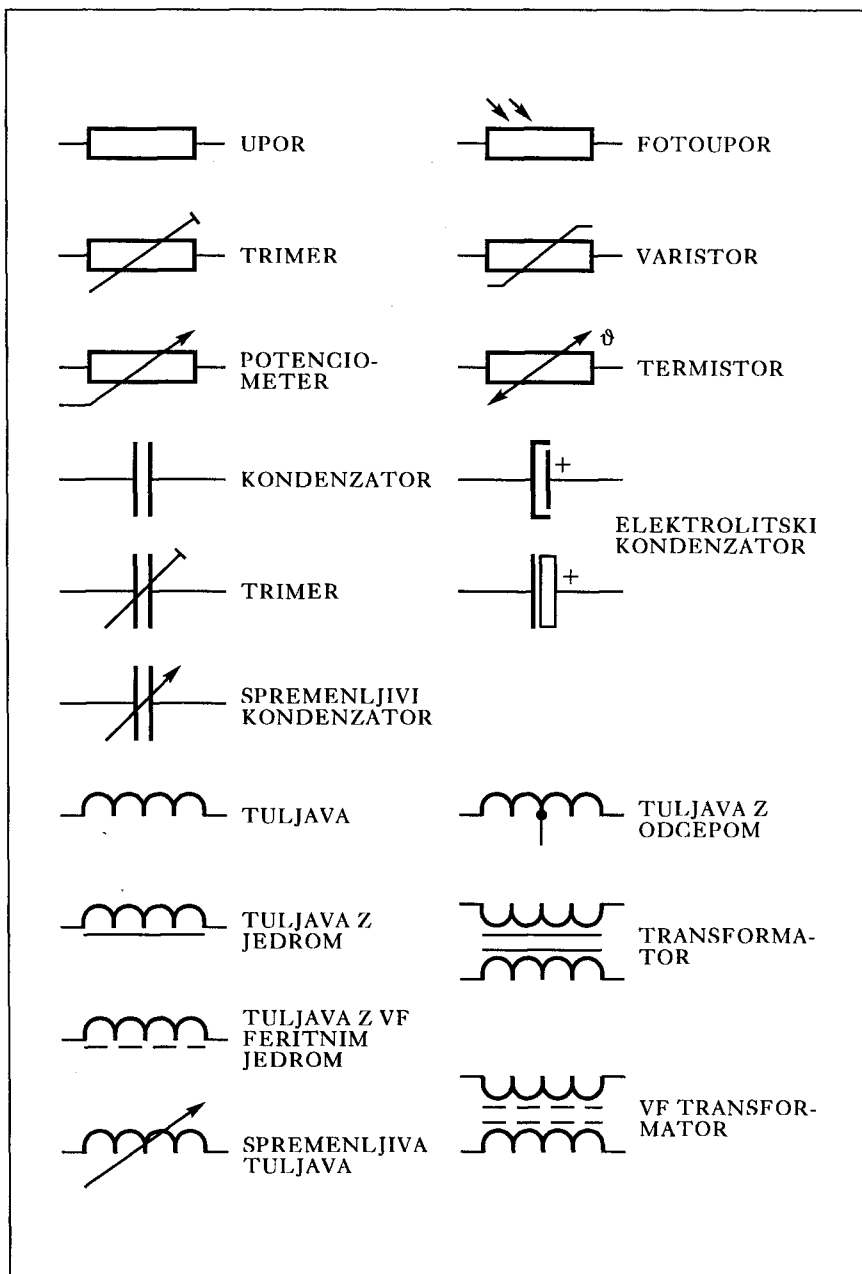 UPOR
FOTOUPOR
TRIMER
VARISTOR
POTENCIO-
METER
ϑ
TERMISTOR
KONDENZATOR
+
ELEKTROLITSKI
KONDENZATOR
TRIMER
+
SPREMENLJIVI
KONDENZATOR
TULJAVA
TULJAVA Z
ODCEPOM
TULJAVA Z
JEDROM
TRANSFORMA-
TOR
TULJAVA Z VF
FERITNIM
JEDROM
VF TRANSFOR-
MATOR
SPREMENLJIVA
TULJAVA